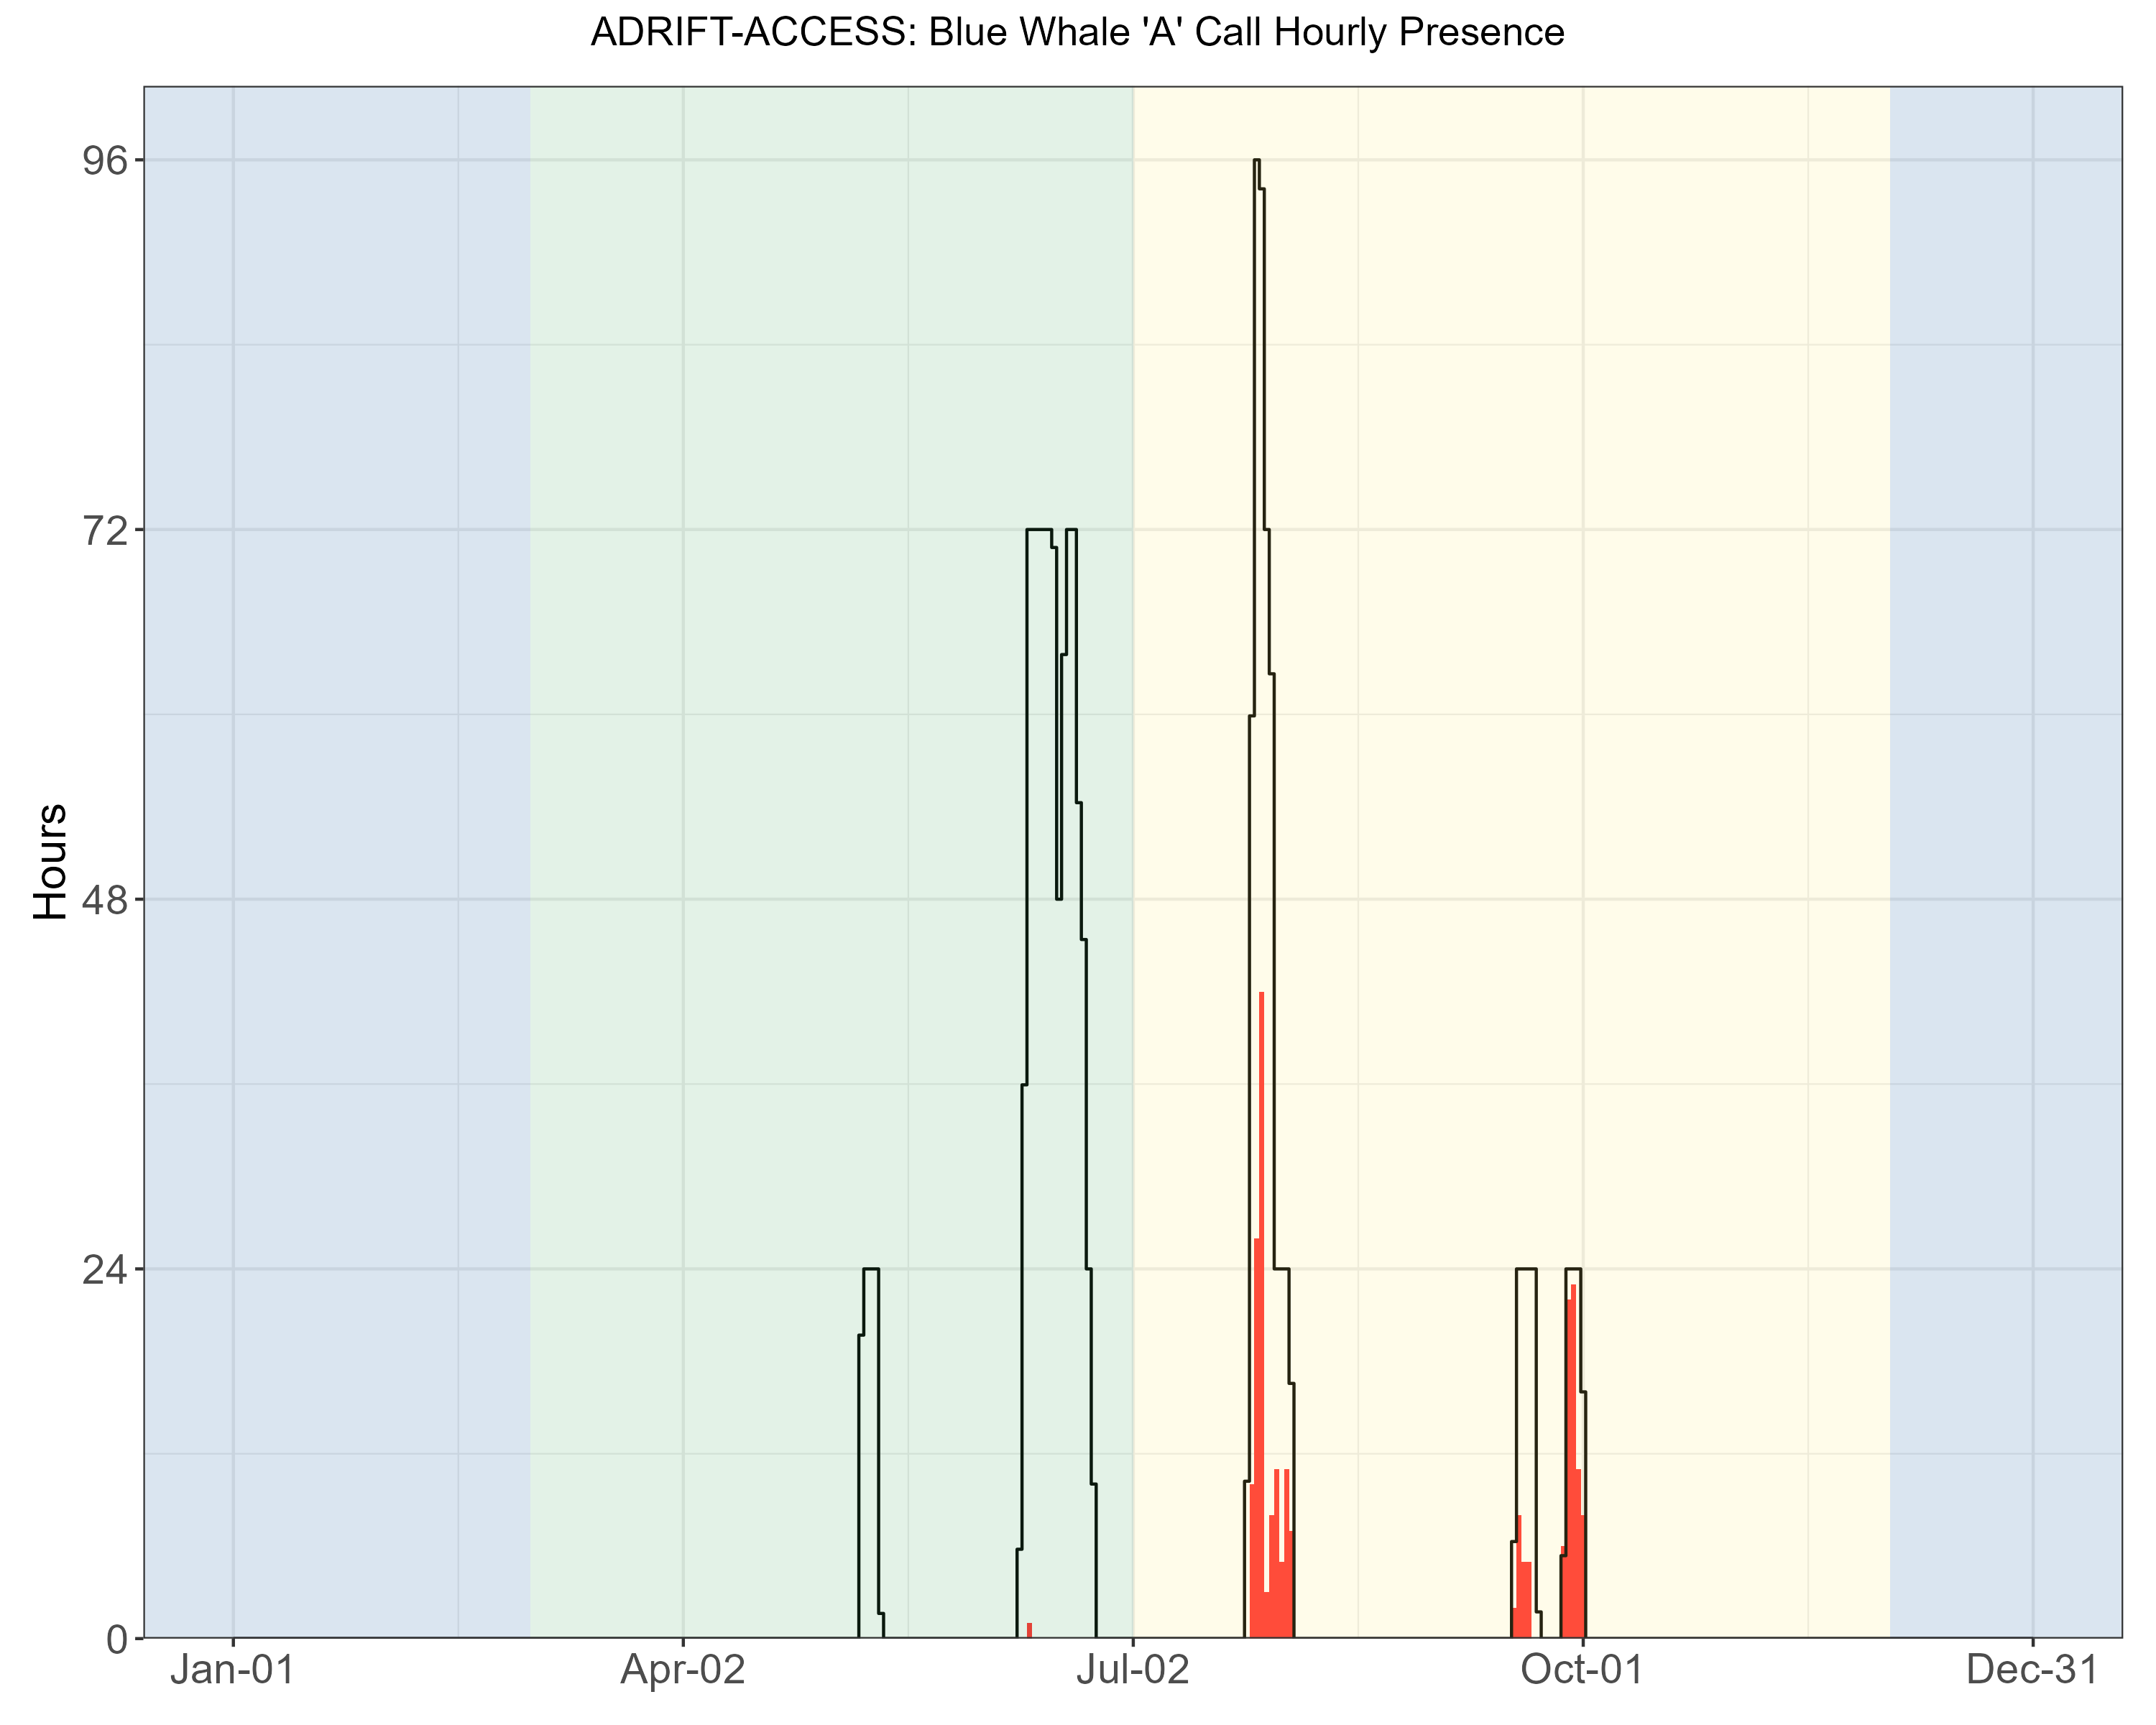 ADRIFT-ACCESS: Blue Whale 'A' Call Hourly Presence
96
72
48
24
0
Hours
Jan-01 Apr-02 Jul-02 Oct-01 Dec-31